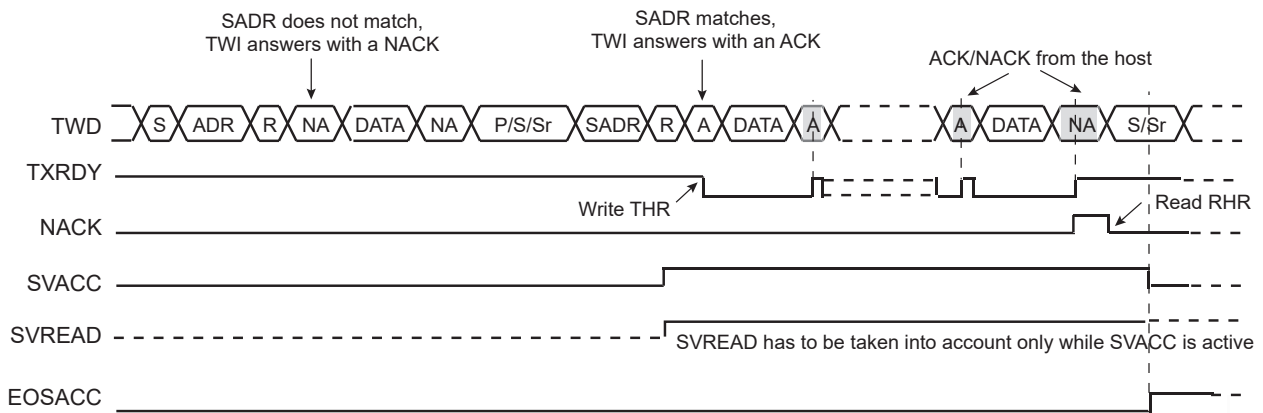 SADR does not match,
TWI answers with a NACK
SADR matches,
TWI answers with an ACK
ACK/NACK from the host
TWD S ADR R NA DATA NA P/S/Sr SADR R A DATA A A DATA NA S/Sr
TXRDY
Write THR
Read RHR
NACK
SVACC
SVREAD
SVREAD has to be taken into account only while SVACC is active
EOSACC